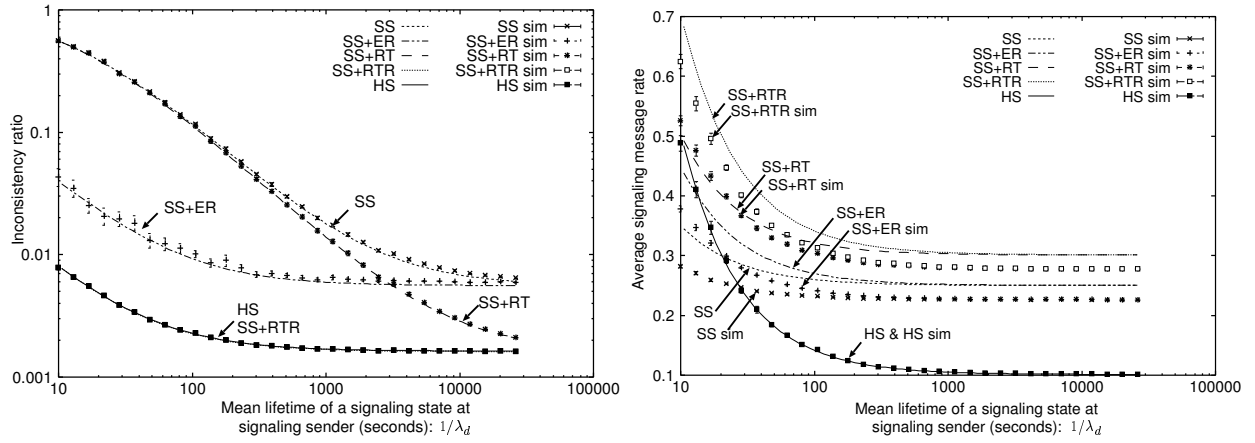 1
0.1
0.01
0.001
10
100
1000
10000
100000
Inconsistency ratio
Mean lifetime of a signaling state at
signaling sender (seconds): 1/λd
SS
SS+ER
SS+RT
SS+RTR
HS
SS sim
SS+ER sim
SS+RT sim
SS+RTR sim
HS sim
SS
SS+ER
SS+RT
HS
SS+RTR
0.7
0.6
0.5
0.4
0.3
0.2
0.1
10
100
1000
10000
100000
Average signaling message rate
Mean lifetime of a signaling state at
signaling sender (seconds): 1/λd
SS
SS+ER
SS+RT
SS+RTR
HS
SS sim
SS+ER sim
SS+RT sim
SS+RTR sim
HS sim
SS+RTR
SS+RTR sim
SS+RT
SS+RT sim
SS+ER
SS+ER sim
SS
SS sim
HS & HS sim